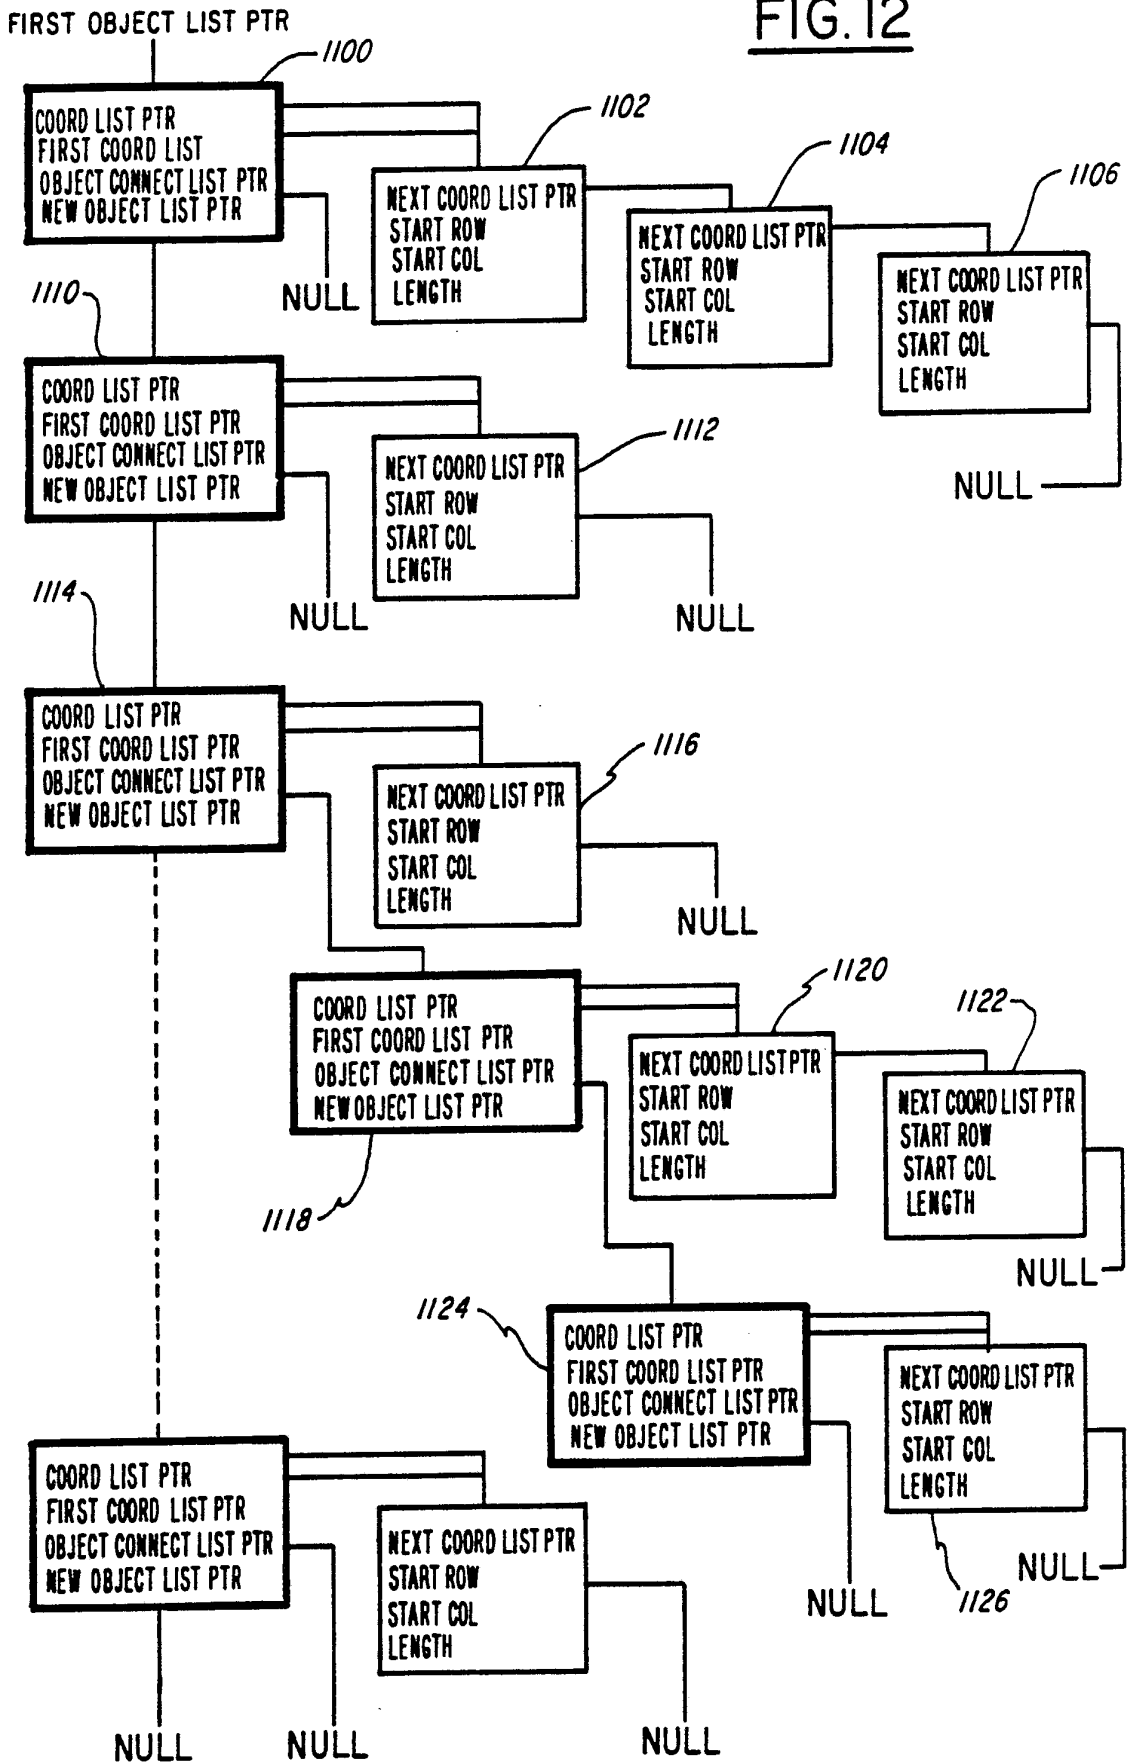 FIRST OBJECT LIST PTR
FIG. 12
1100
COORD LIST PTR
FIRST COORD LIST
OBJECT CONNECT LIST PTR
NEW OBJECT LIST PTR
NULL
1102
NEXT COORD LIST PTR
START ROW
START COL
LENGTH
1104
NEXT COORD LIST PTR
START ROW
START COL
LENGTH
1106
NEXT COORD LIST PTR
START ROW
START COL
LENGTH
NULL
1110
COORD LIST PTR
FIRST COORD LIST PTR
OBJECT CONNECT LIST PTR
NEW OBJECT LIST PTR
NULL
1112
NEXT COORD LIST PTR
START ROW
START COL
LENGTH
NULL
1114
COORD LIST PTR
FIRST COORD LIST PTR
OBJECT CONNECT LIST PTR
NEW OBJECT LIST PTR
1116
NEXT COORD LIST PTR
START ROW
START COL
LENGTH
NULL
COORD LIST PTR
FIRST COORD LIST PTR
OBJECT CONNECT LIST PTR
NEW OBJECT LIST PTR
1118
1120
NEXT COORD LIST PTR
START ROW
START COL
LENGTH
1122
NEXT COORD LIST PTR
START ROW
START COL
LENGTH
NULL
1124
COORD LIST PTR
FIRST COORD LIST PTR
OBJECT CONNECT LIST PTR
NEW OBJECT LIST PTR
NULL
NEXT COORD LIST PTR
START ROW
START COL
LENGTH
1126
NULL
COORD LIST PTR
FIRST COORD LIST PTR
OBJECT CONNECT LIST PTR
NEW OBJECT LIST PTR
NEXT COORD LIST PTR
START ROW
START COL
LENGTH
NULL
NULL
NULL